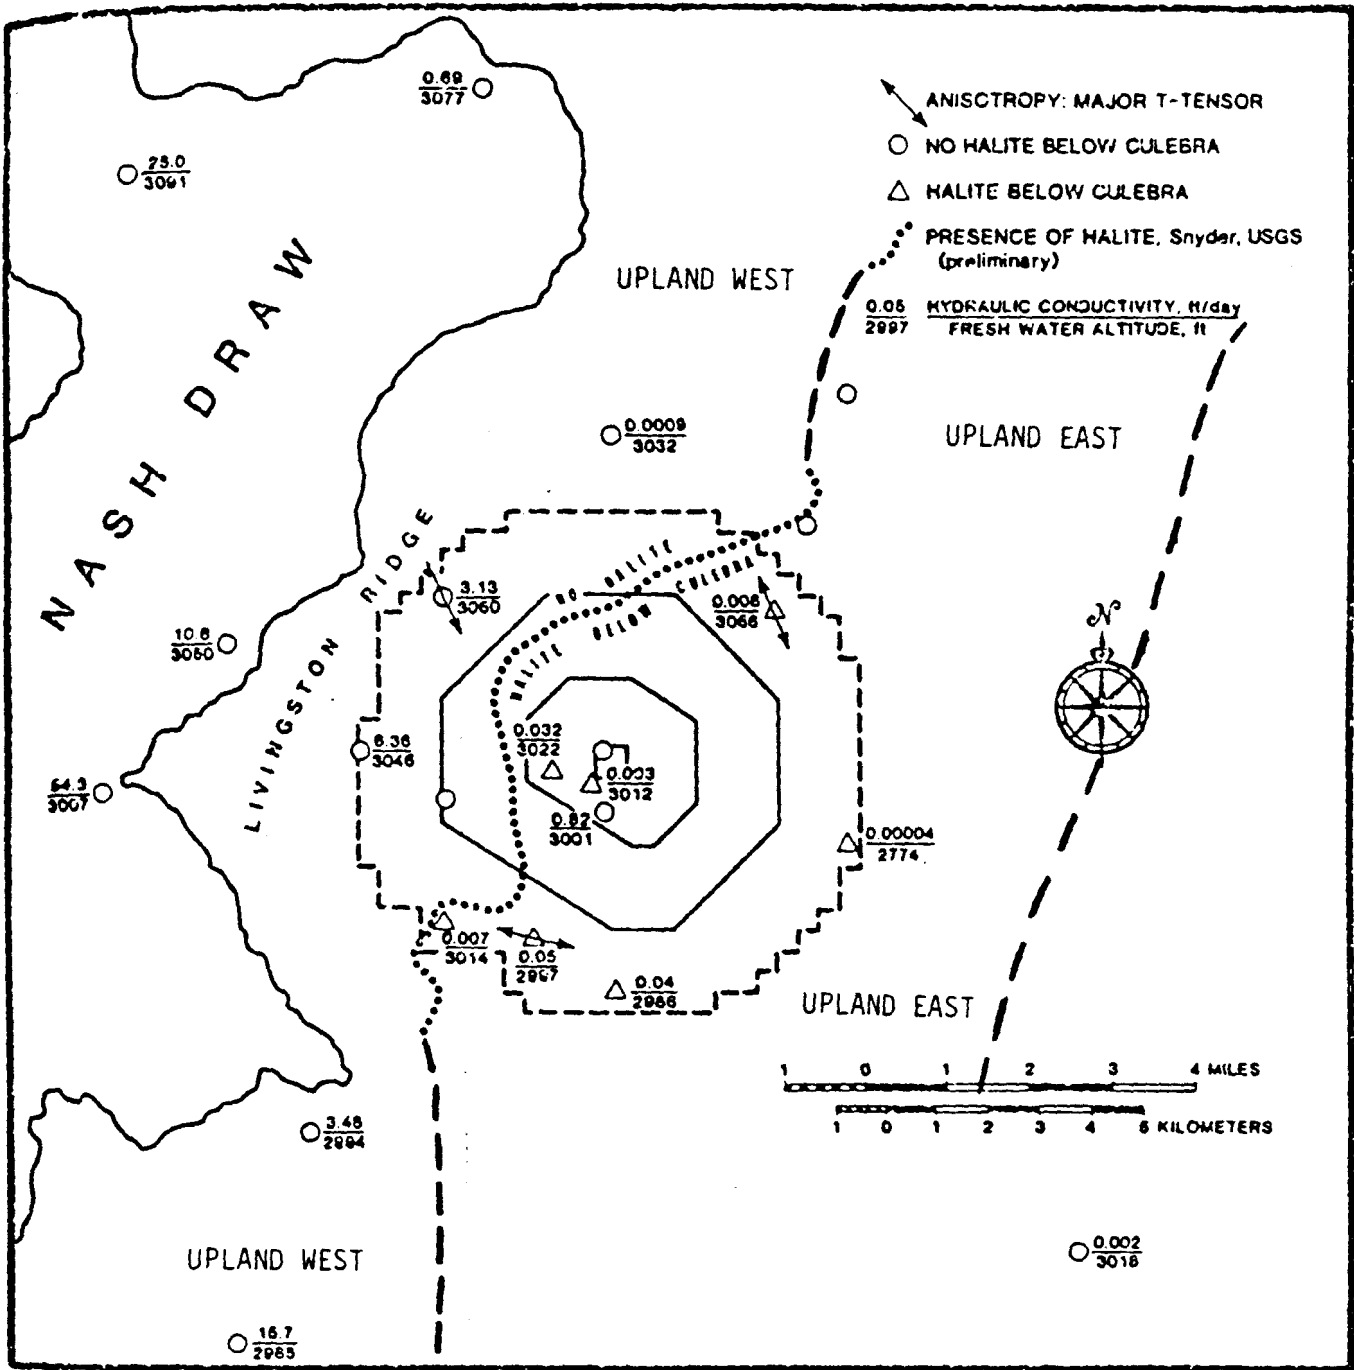 0.69
3077
ANISOTROPY: MAJOR T-TENSOR
NO HALITE BELOW CULEBRA
25.0
3091
HALITE BELOW CULEBRA
PRESENCE OF HALITE, Snyder, USGS
(preliminary)
UPLAND WEST
0.05
2997
HYDRAULIC CONDUCTIVITY, ft/day
FRESH WATER ALTITUDE, ft
NASH DRAW
0.0009
3032
UPLAND EAST
LIVINGSTON RIDGE
NO HALITE
HALITE BELOW CULEBRA
3.13
3060
0.006
3066
N
10.6
3050
6.36
3046
0.032
3022
0.003
3012
3007
0.82
3001
0.00004
2774
0.007
3014
0.05
2997
0.04
2986
UPLAND EAST
1 0 1 2 3 4 MILES
1 0 1 2 3 4 5 KILOMETERS
3.48
2994
UPLAND WEST
0.002
3018
16.7
2985